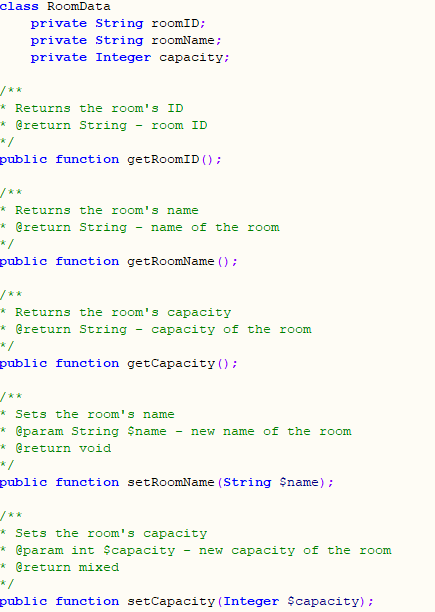 class RoomData
    private String roomID;
    private String roomName;
    private Integer capacity;
/**
* Returns the room's ID
* @return String - room ID
*/
public function getRoomID();
/**
* Returns the room's name
* @return String - name of the room
*/
public function getRoomName();
/**
* Returns the room's capacity
* @return String - capacity of the room
*/
public function getCapacity();
/**
* Sets the room's name
* @param String $name - new name of the room
* @return void
*/
public function setRoomName(String $name);
/**
* Sets the room's capacity
* @param int $capacity - new capacity of the room
* @return mixed
*/
public function setCapacity(Integer $capacity);